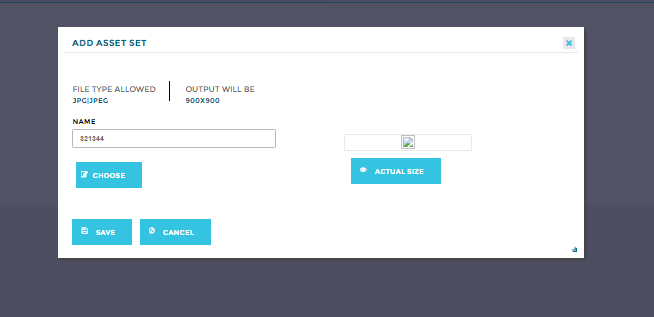 ADD ASSET SET
FILE TYPE ALLOWED
JPG|JPEG
OUTPUT WILL BE
900X900
NAME
321344
CHOOSE
ACTUAL SIZE
SAVE
CANCEL
a